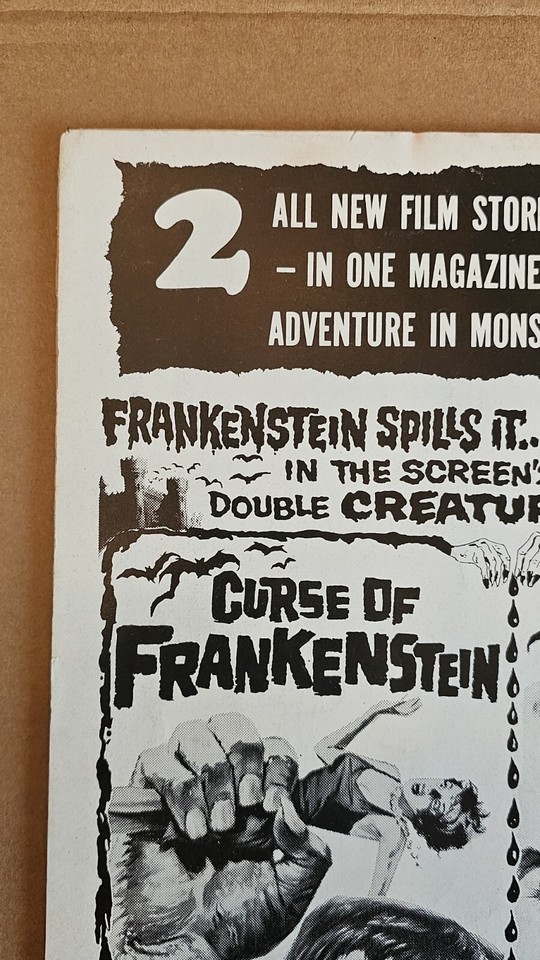 2 ALL NEW FILM STORI
– IN ONE MAGAZINE
ADVENTURE IN MONS
FRANKENSTEIN SPILLS IT..
IN THE SCREEN'S
DOUBLE CREATUR
CURSE OF
FRANKENSTEIN